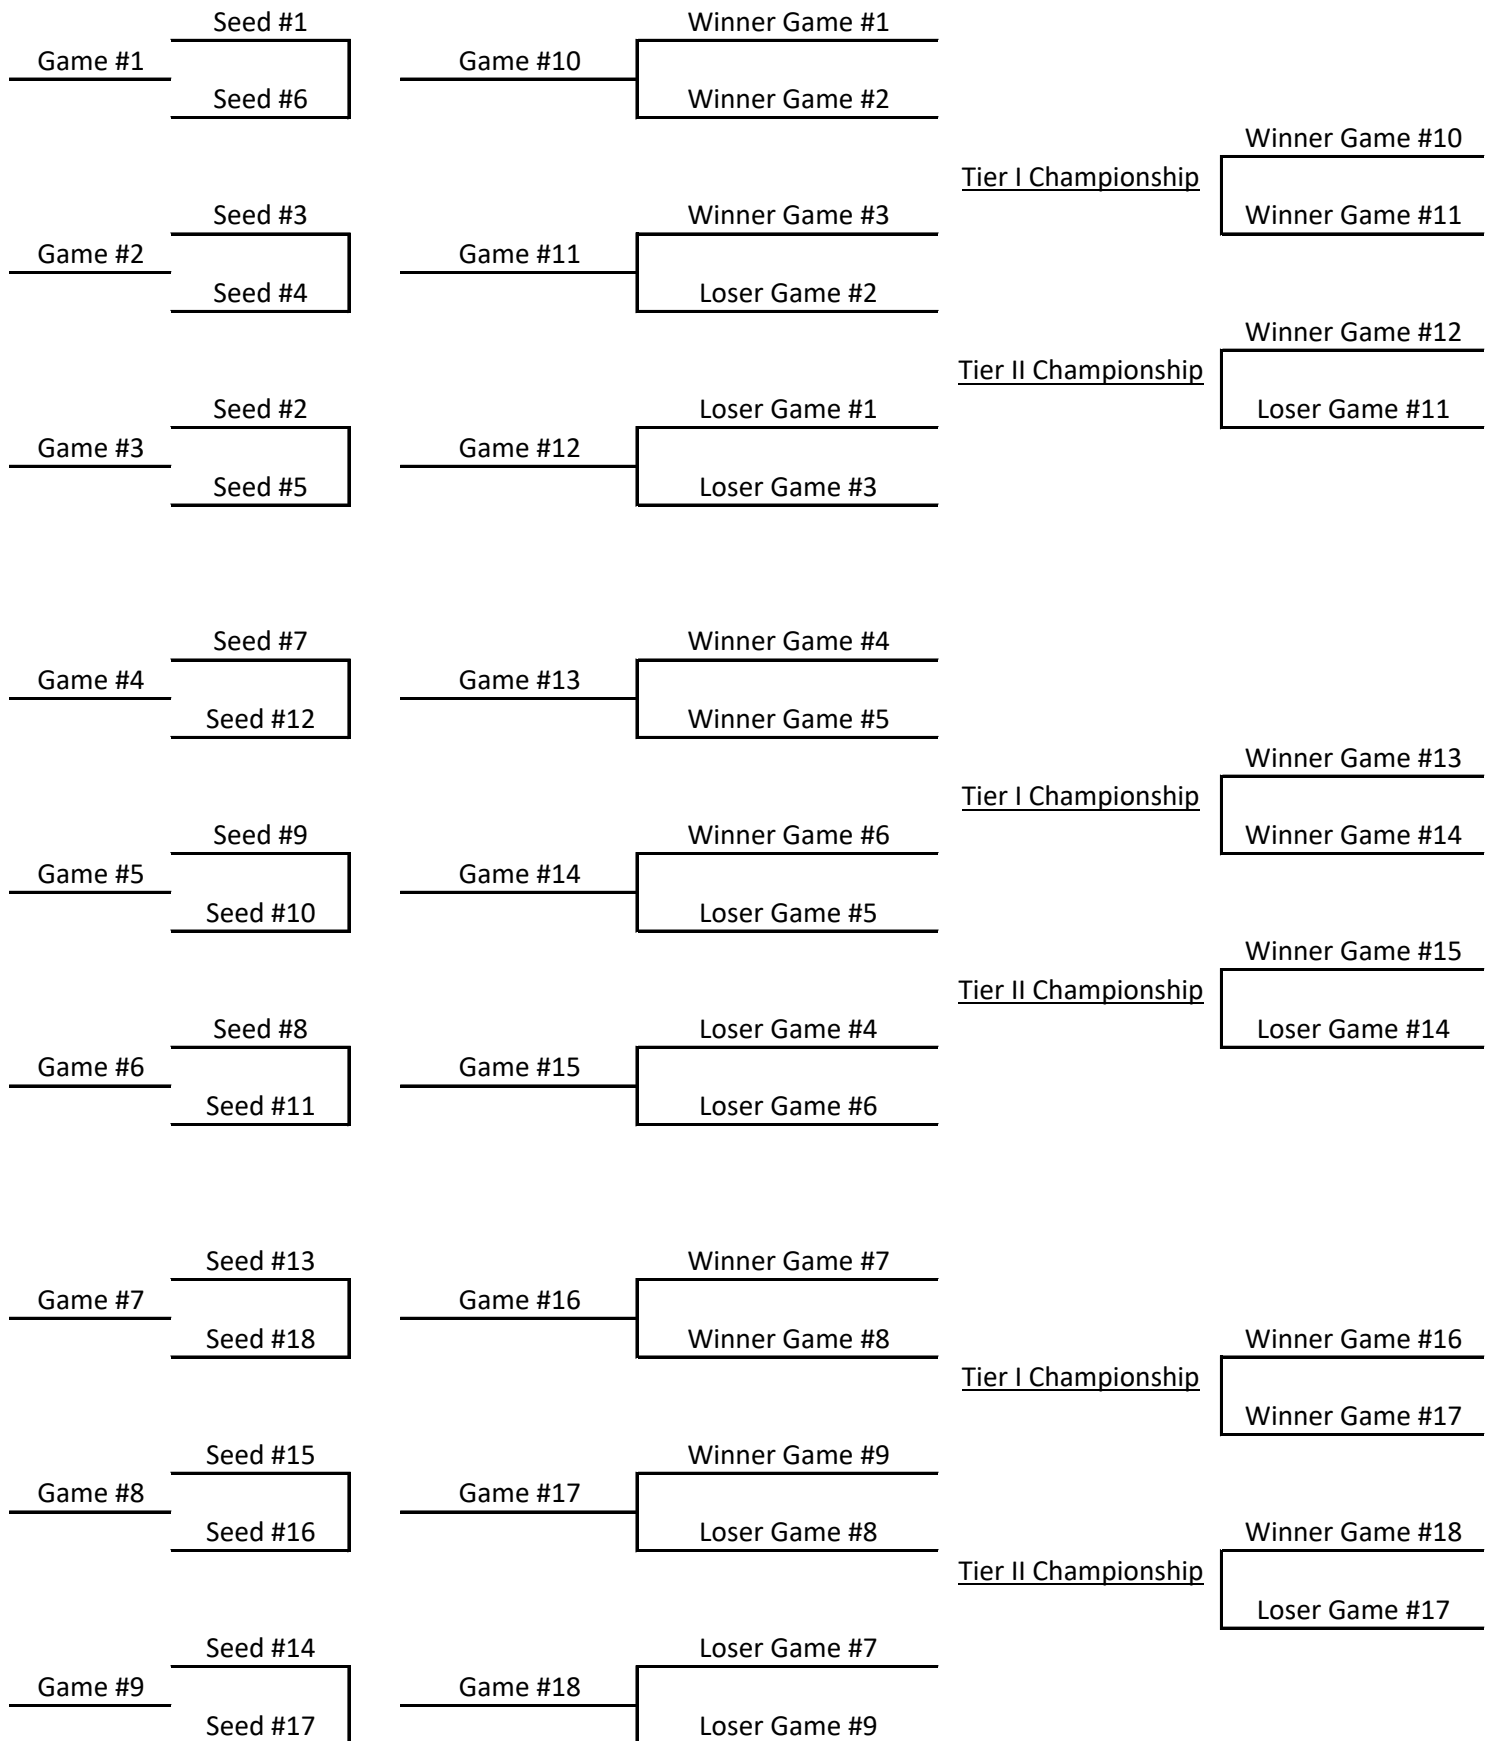 Seed #1
Game #1
Seed #6
Seed #3
Game #2
Seed #4
Seed #2
Game #3
Seed #5
Winner Game #1
Game #10
Winner Game #2
Winner Game #3
Game #11
Loser Game #2
Loser Game #1
Game #12
Loser Game #3
Winner Game #10
Tier I Championship
Winner Game #11
Winner Game #12
Tier II Championship
Loser Game #11
Seed #7
Game #4
Seed #12
Seed #9
Game #5
Seed #10
Seed #8
Game #6
Seed #11
Winner Game #4
Game #13
Winner Game #5
Winner Game #6
Game #14
Loser Game #5
Loser Game #4
Game #15
Loser Game #6
Winner Game #13
Tier I Championship
Winner Game #14
Winner Game #15
Tier II Championship
Loser Game #14
Seed #13
Game #7
Seed #18
Seed #15
Game #8
Seed #16
Seed #14
Game #9
Seed #17
Winner Game #7
Game #16
Winner Game #8
Winner Game #9
Game #17
Loser Game #8
Loser Game #7
Game #18
Loser Game #9
Winner Game #16
Tier I Championship
Winner Game #17
Winner Game #18
Tier II Championship
Loser Game #17